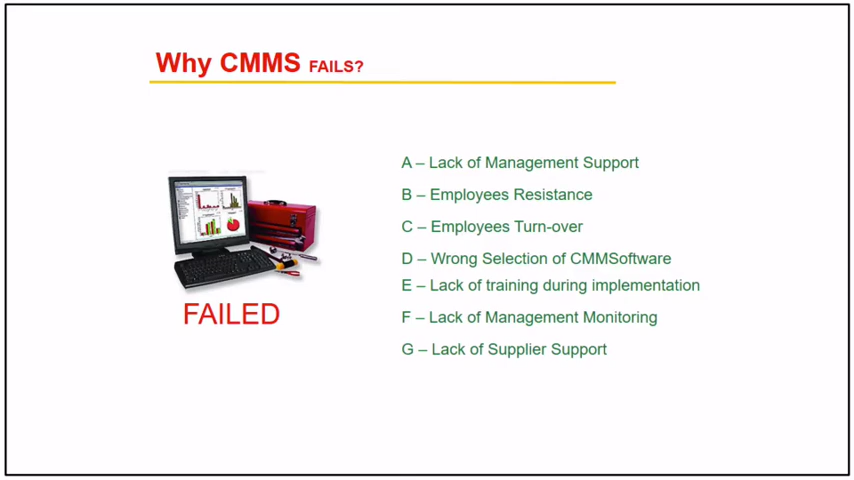 Why CMMS FAILS?
A – Lack of Management Support
B – Employees Resistance
C – Employees Turn-over
D – Wrong Selection of CMMSoftware
E – Lack of training during implementation
F – Lack of Management Monitoring
G – Lack of Supplier Support
FAILED